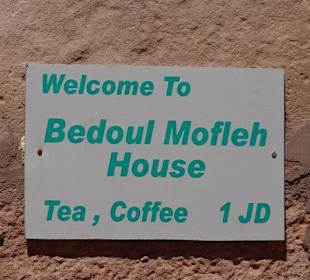 Welcome To
Bedoul Mofleh
House
Tea , Coffee 1 JD